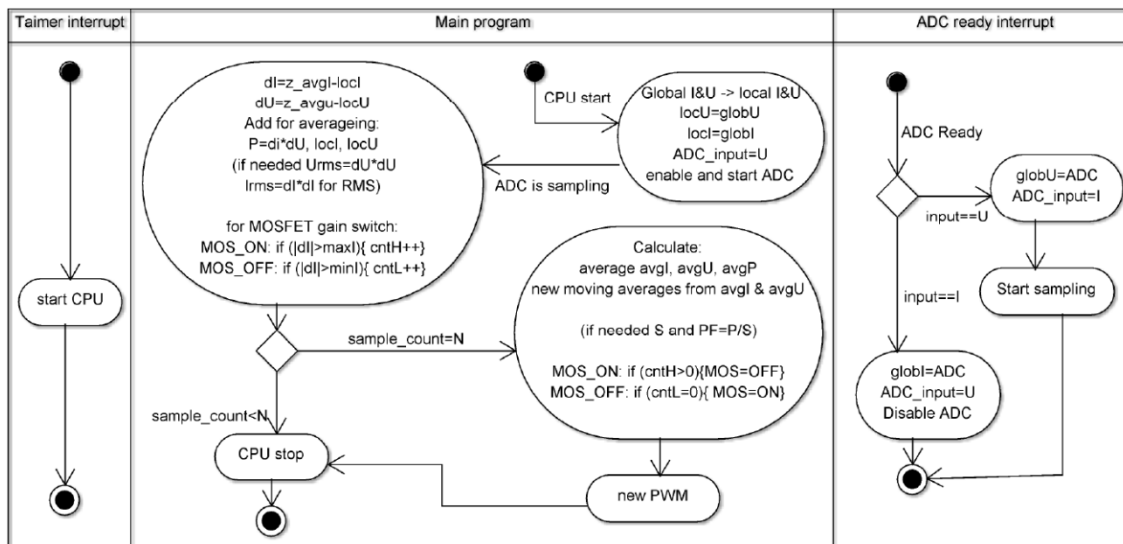 Taimer interrupt
Main program
ADC ready interrupt
start CPU
CPU start
Global I&U -> local I&U
locU=globU
locI=globI
ADC_input=U
enable and start ADC
ADC is sampling
dI=z_avgI-locI
dU=z_avgu-locU
Add for averageing:
P=di*dU, locI, locU
(if needed Urms=dU*dU
Irms=dI*dI for RMS)
for MOSFET gain switch:
MOS_ON: if (|dI|>maxI){ cntH++}
MOS_OFF: if (|dI|>minI){ cntL++}
sample_count=N
sample_count<N
Calculate:
average avgI, avgU, avgP
new moving averages from avgI & avgU
(if needed S and PF=P/S)
MOS_ON: if (cntH>0){MOS=OFF}
MOS_OFF: if (cntL=0){ MOS=ON}
CPU stop
new PWM
ADC Ready
input==U
globU=ADC
ADC_input=I
Start sampling
input==I
globI=ADC
ADC_input=U
Disable ADC